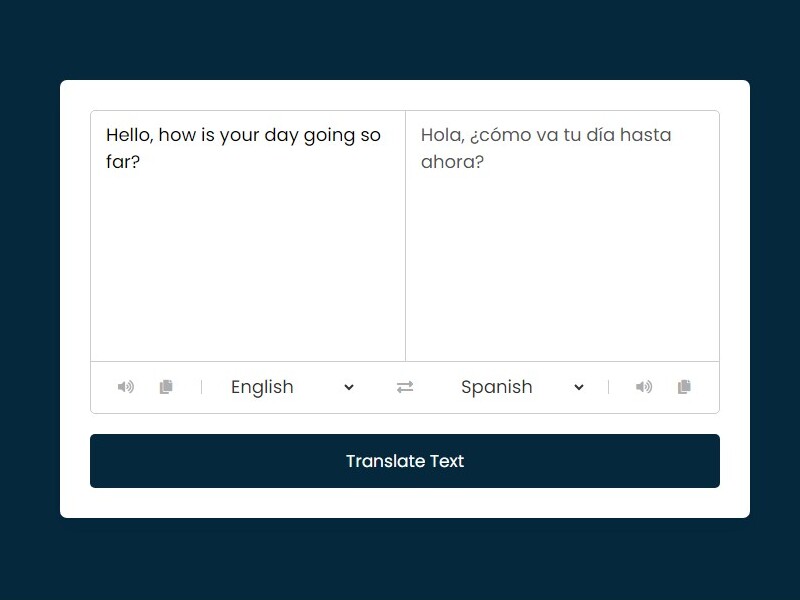 Hello, how is your day going so
far?
Hola, ¿cómo va tu día hasta
ahora?
English
Spanish
Translate Text